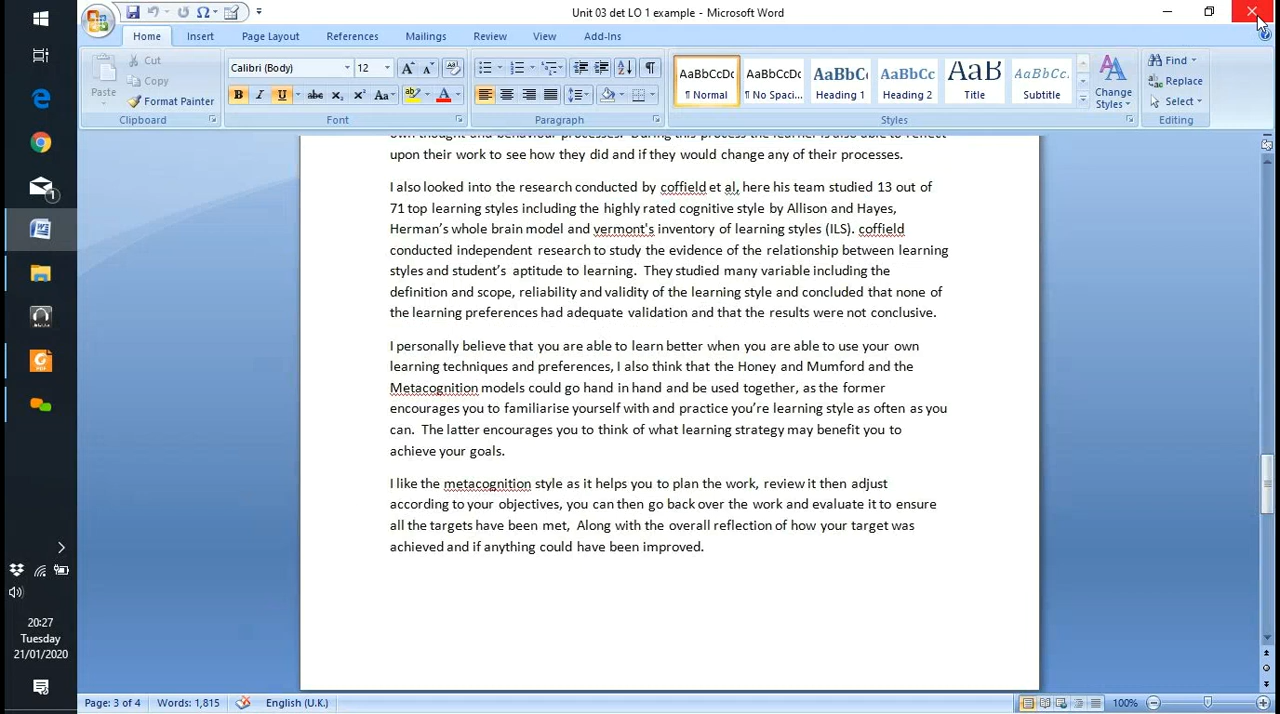 Unit 03 det LO 1 example - Microsoft Word
Home Insert Page Layout References Mailings Review View Add-Ins
Paste
Cut
Copy
Format Painter
Clipboard
Calibri (Body) 12
B I U abc x₂ x² Aa
Font
Paragraph
AaBbCcDc AaBbCcDc AaBbC AaBbCc AaB AaBbCc.
¶ Normal ¶ No Spaci... Heading 1 Heading 2 Title Subtitle
Change Styles
Styles
Find
Replace
Select
Editing
own thought and behaviour processes. During this process the learner is also able to reflect
upon their work to see how they did and if they would change any of their processes.
I also looked into the research conducted by coffield et al, here his team studied 13 out of
71 top learning styles including the highly rated cognitive style by Allison and Hayes,
Herman's whole brain model and vermont's inventory of learning styles (ILS). coffield
conducted independent research to study the evidence of the relationship between learning
styles and student's aptitude to learning. They studied many variable including the
definition and scope, reliability and validity of the learning style and concluded that none of
the learning preferences had adequate validation and that the results were not conclusive.
I personally believe that you are able to learn better when you are able to use your own
learning techniques and preferences, I also think that the Honey and Mumford and the
Metacognition models could go hand in hand and be used together, as the former
encourages you to familiarise yourself with and practice you're learning style as often as you
can. The latter encourages you to think of what learning strategy may benefit you to
achieve your goals.
I like the metacognition style as it helps you to plan the work, review it then adjust
according to your objectives, you can then go back over the work and evaluate it to ensure
all the targets have been met, Along with the overall reflection of how your target was
achieved and if anything could have been improved.
1
20:27
Tuesday
21/01/2020
Page: 3 of 4 Words: 1,815 English (U.K.) 100%